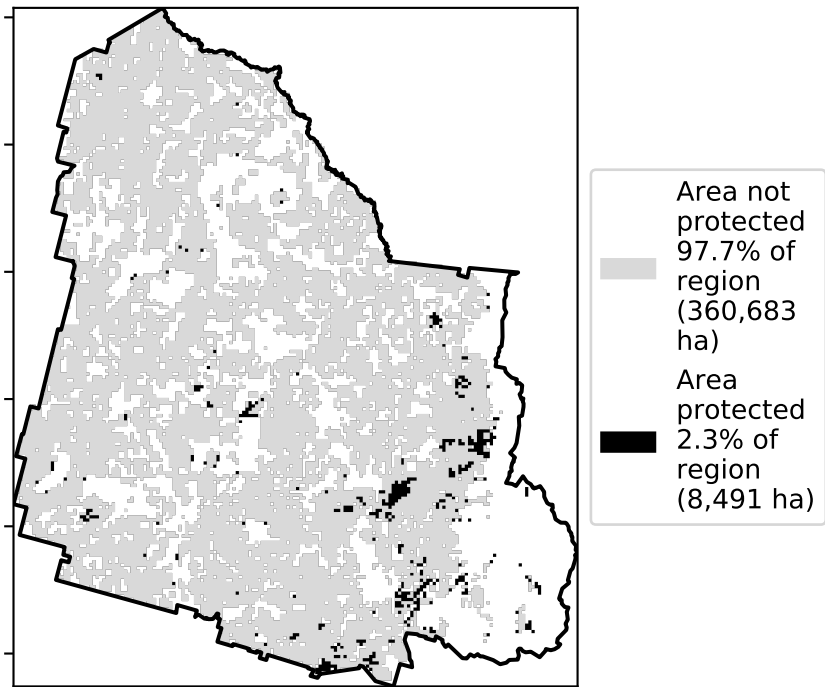 Area not
protected
97.7% of
region
(360,683
ha)
Area
protected
2.3% of
region
(8,491 ha)